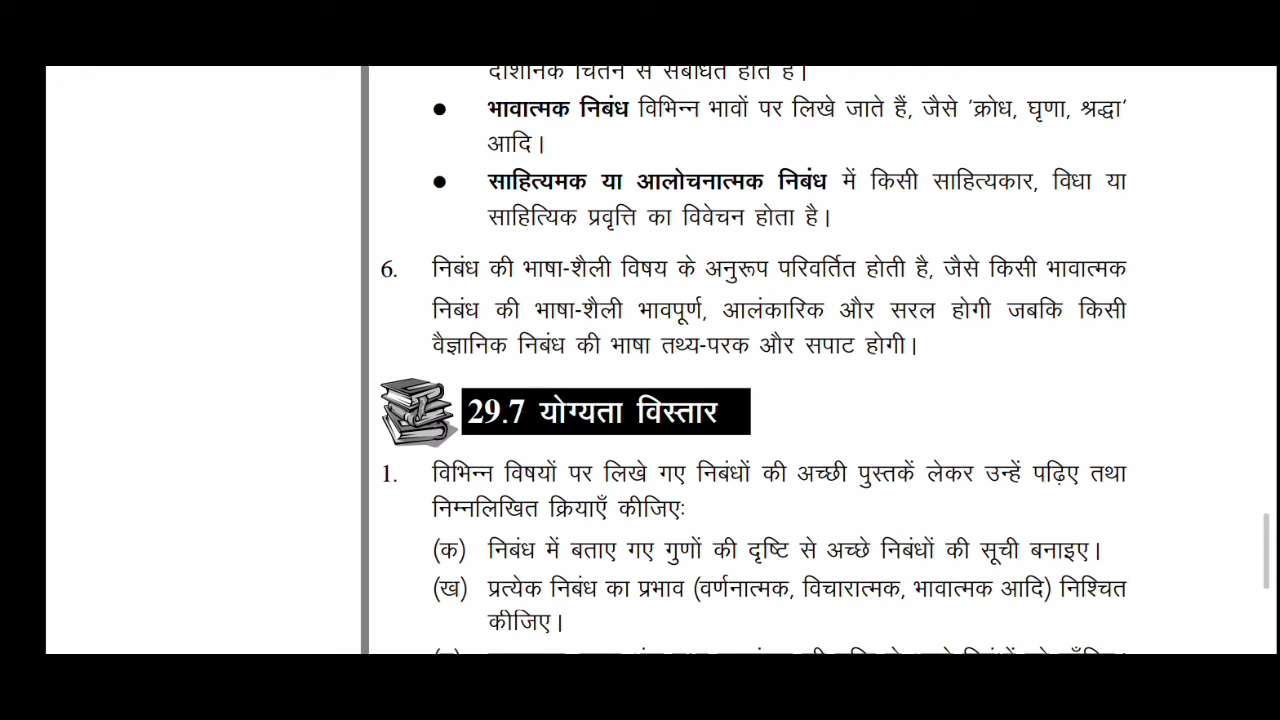 दार्शनिक चिंतन से संबंधित होते हैं।
● भावात्मक निबंध विभिन्न भावों पर लिखे जाते हैं, जैसे 'क्रोध, घृणा, श्रद्धा'
आदि।
● साहित्यमक या आलोचनात्मक निबंध में किसी साहित्यकार, विधा या
साहित्यिक प्रवृत्ति का विवेचन होता है।
6. निबंध की भाषा-शैली विषय के अनुरूप परिवर्तित होती है, जैसे किसी भावात्मक
निबंध की भाषा-शैली भावपूर्ण, आलंकारिक और सरल होगी जबकि किसी
वैज्ञानिक निबंध की भाषा तथ्य-परक और सपाट होगी।
29.7 योग्यता विस्तार
1. विभिन्न विषयों पर लिखे गए निबंधों की अच्छी पुस्तकें लेकर उन्हें पढ़िए तथा
निम्नलिखित क्रियाएँ कीजिए:
(क) निबंध में बताए गए गुणों की दृष्टि से अच्छे निबंधों की सूची बनाइए।
(ख) प्रत्येक निबंध का प्रभाव (वर्णनात्मक, विचारात्मक, भावात्मक आदि) निश्चित
कीजिए।